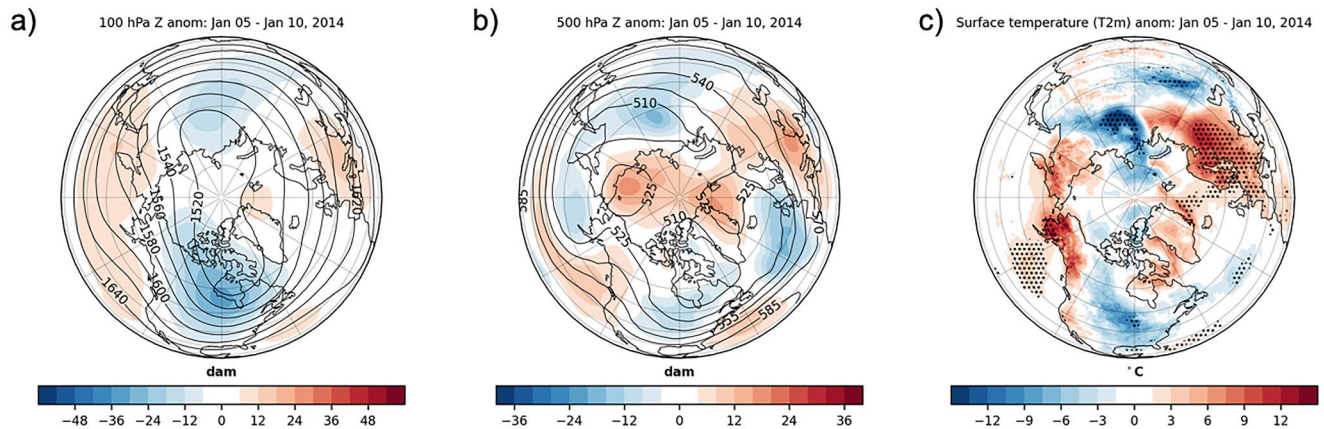 a)
100 hPa Z anom: Jan 05 - Jan 10, 2014
1540
1560
1520
1580
1600
1640
1620
dam
−48 −36 −24 −12 0 12 24 36 48
b)
500 hPa Z anom: Jan 05 - Jan 10, 2014
540
510
585
525
525
525
510
525
570
555
585
dam
−36 −24 −12 0 12 24 36
c)
Surface temperature (T2m) anom: Jan 05 - Jan 10, 2014
°C
−12 −9 −6 −3 0 3 6 9 12